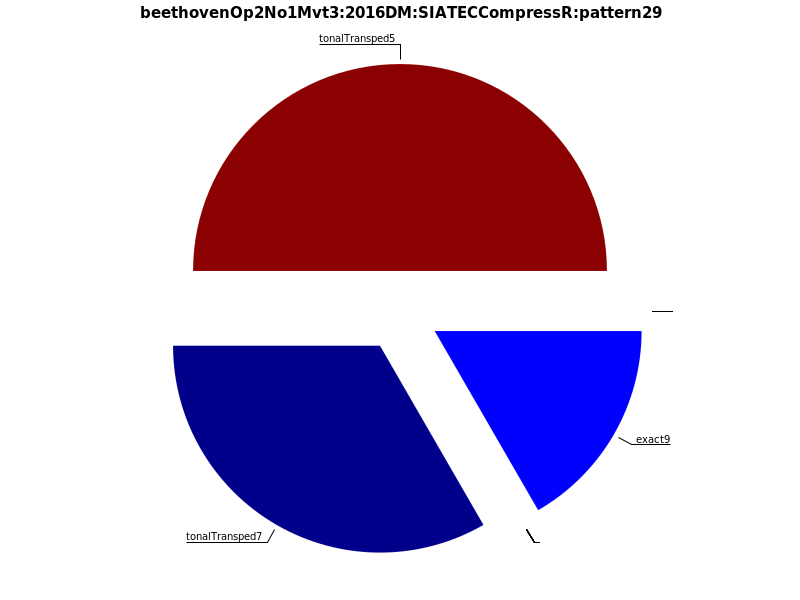 beethovenOp2No1Mvt3:2016DM:SIATECCompressR:pattern29
tonalTransped5
exact9
tonalTransped7